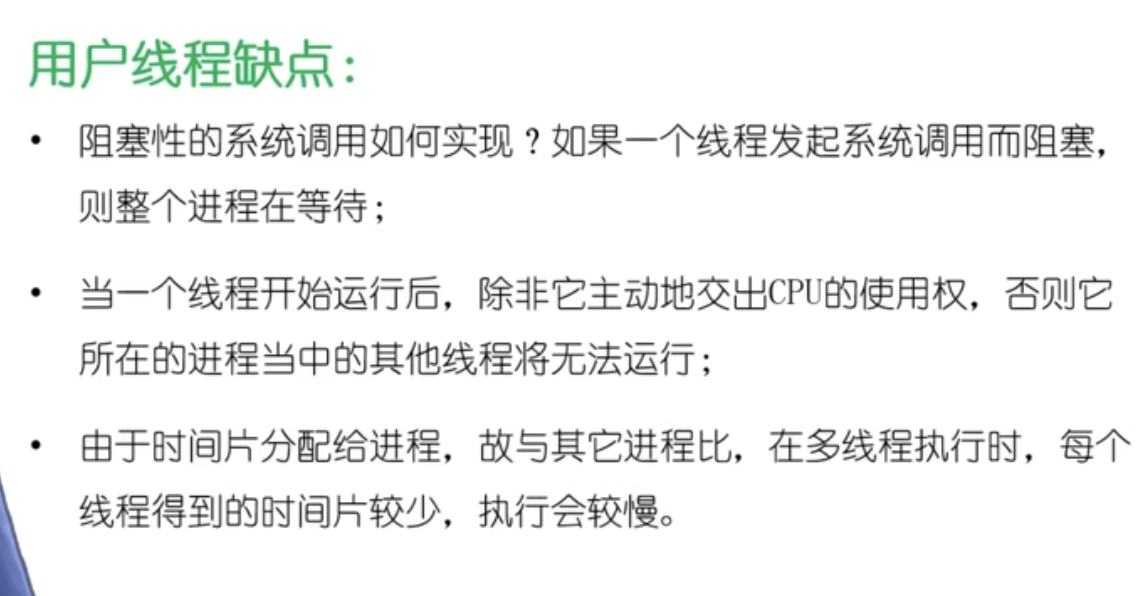 用户线程缺点:
• 阻塞性的系统调用如何实现?如果一个线程发起系统调用而阻塞,
则整个进程在等待;
• 当一个线程开始运行后,除非它主动地交出CPU的使用权,否则它
所在的进程当中的其他线程将无法运行;
• 由于时间片分配给进程,故与其它进程比,在多线程执行时,每个
线程得到的时间片较少,执行会较慢。